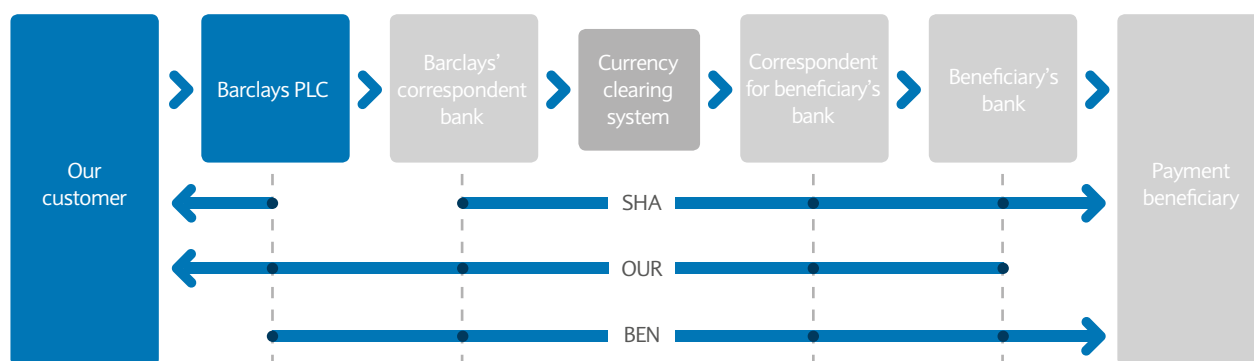 Our
customer
Barclays PLC
Barclays'
correspondent
bank
Currency
clearing
system
Correspondent
for beneficiary's
bank
Beneficiary's
bank
Payment
beneficiary
SHA
OUR
BEN